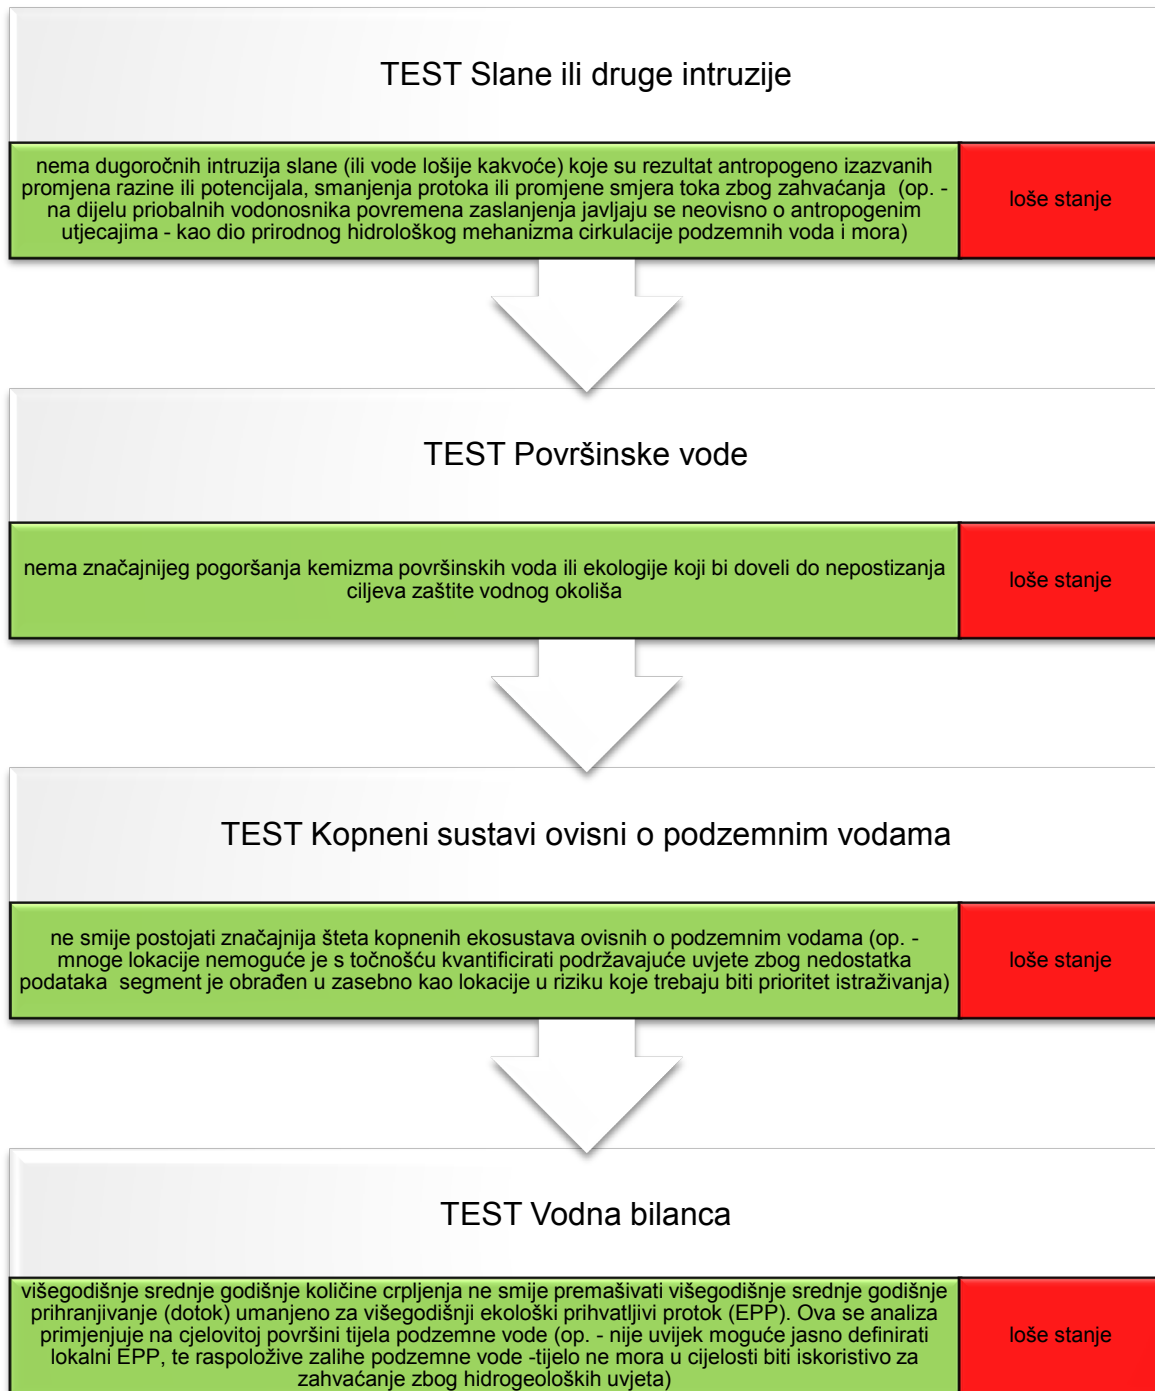 TEST Slane ili druge intruzije
nema dugoročnih intruzija slane (ili vode lošije kakvoće) koje su rezultat antropogeno izazvanih
promjena razine ili potencijala, smanjenja protoka ili promjene smjera toka zbog zahvaćanja  (op. -
na dijelu priobalnih vodonosnika povremena zaslanjenja javljaju se neovisno o antropogenim
utjecajima - kao dio prirodnog hidrološkog mehanizma cirkulacije podzemnih voda i mora)
loše stanje
TEST Površinske vode
nema značajnijeg pogoršanja kemizma površinskih voda ili ekologije koji bi doveli do nepostizanja
ciljeva zaštite vodnog okoliša
loše stanje
TEST Kopneni sustavi ovisni o podzemnim vodama
ne smije postojati značajnija šteta kopnenih ekosustava ovisnih o podzemnim vodama (op. -
mnoge lokacije nemoguće je s točnošću kvantificirati podržavajuće uvjete zbog nedostatka
podataka  segment je obrađen u zasebno kao lokacije u riziku koje trebaju biti prioritet istraživanja)
loše stanje
TEST Vodna bilanca
višegodišnje srednje godišnje količine crpljenja ne smije premašivati višegodišnje srednje godišnje
prihranjivanje (dotok) umanjeno za višegodišnji ekološki prihvatljivi protok (EPP). Ova se analiza
primjenjuje na cjelovitoj površini tijela podzemne vode (op. - nije uvijek moguće jasno definirati
lokalni EPP, te raspoložive zalihe podzemne vode -tijelo ne mora u cijelosti biti iskoristivo za
zahvaćanje zbog hidrogeoloških uvjeta)
loše stanje